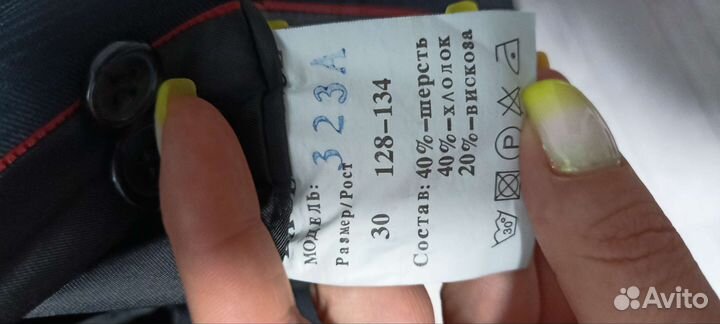 МОДЕЛЬ: 323А
Размер/Рост
30 128-134
Состав: 40%-шерсть
40%-хлопок
20%-вискоза
30° P
Avito